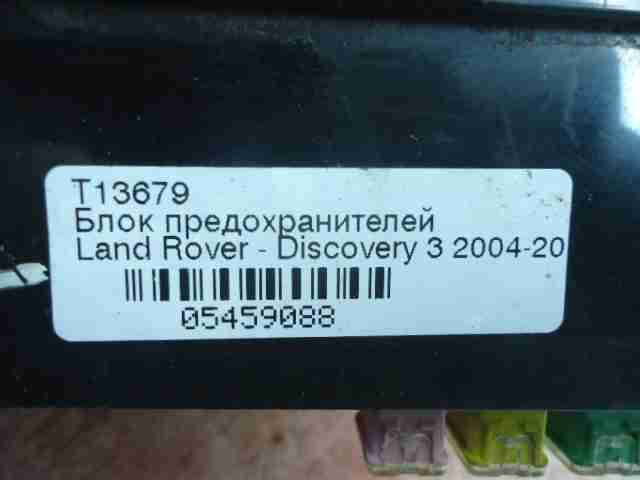 T13679
Блок предохранителей
Land Rover - Discovery 3 2004-20
05459088